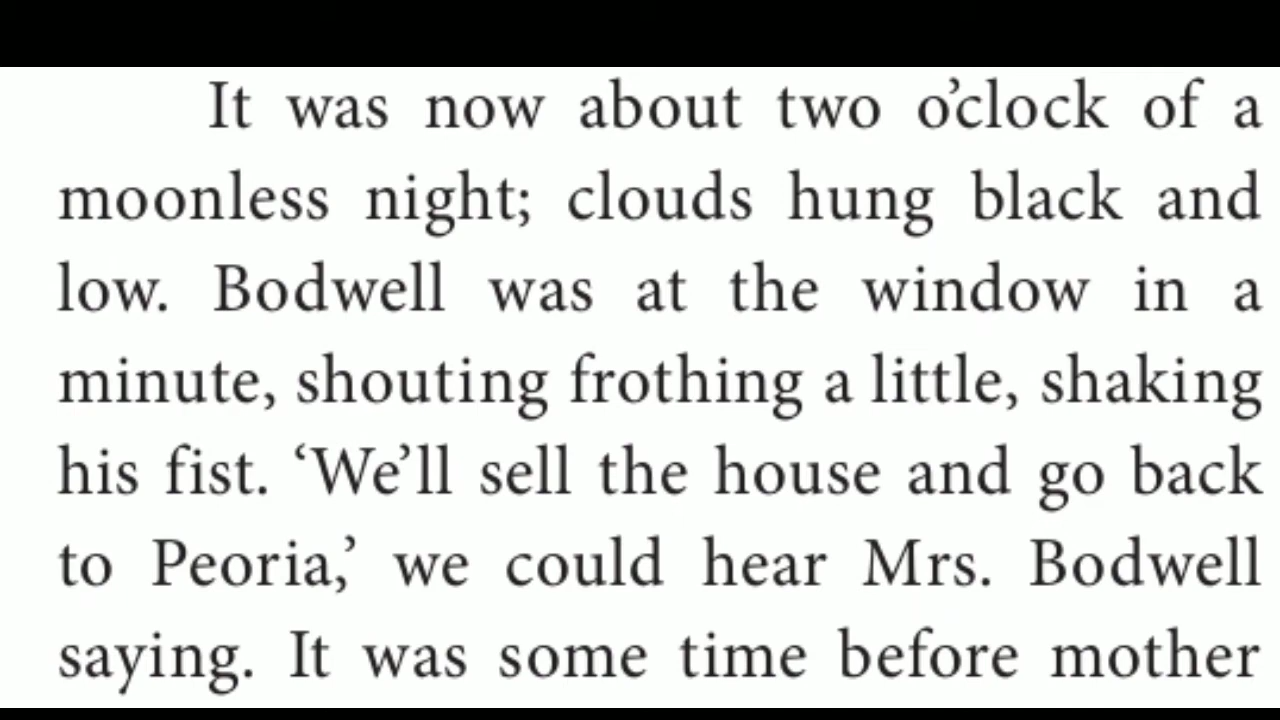 It was now about two o’clock of a
moonless night; clouds hung black and
low. Bodwell was at the window in a
minute, shouting frothing a little, shaking
his fist. ‘We’ll sell the house and go back
to Peoria,’ we could hear Mrs. Bodwell
saying. It was some time before mother